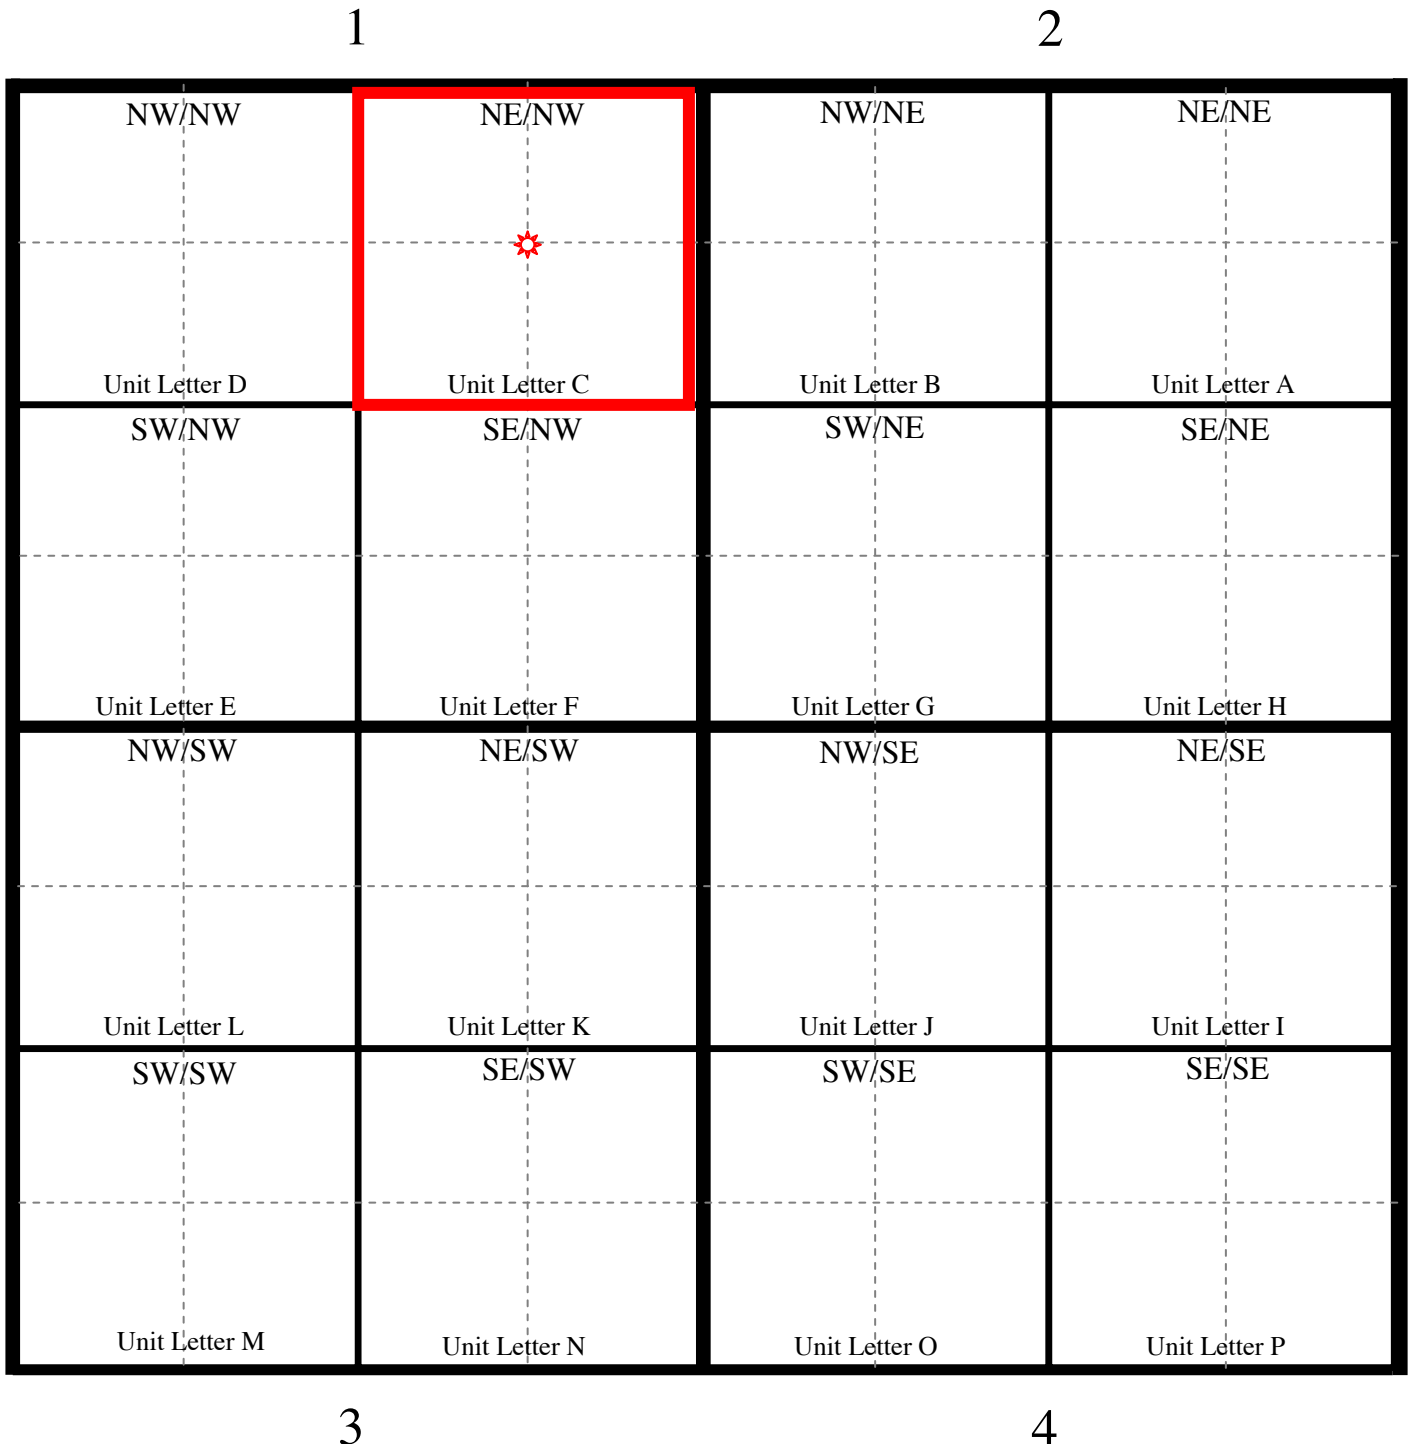 1
2
NW/NW
NE/NW
NW/NE
NE/NE
Unit Letter D
Unit Letter C
Unit Letter B
Unit Letter A
SW/NW
SE/NW
SW/NE
SE/NE
Unit Letter E
Unit Letter F
Unit Letter G
Unit Letter H
NW/SW
NE/SW
NW/SE
NE/SE
Unit Letter L
Unit Letter K
Unit Letter J
Unit Letter I
SW/SW
SE/SW
SW/SE
SE/SE
Unit Letter M
Unit Letter N
Unit Letter O
Unit Letter P
3
4